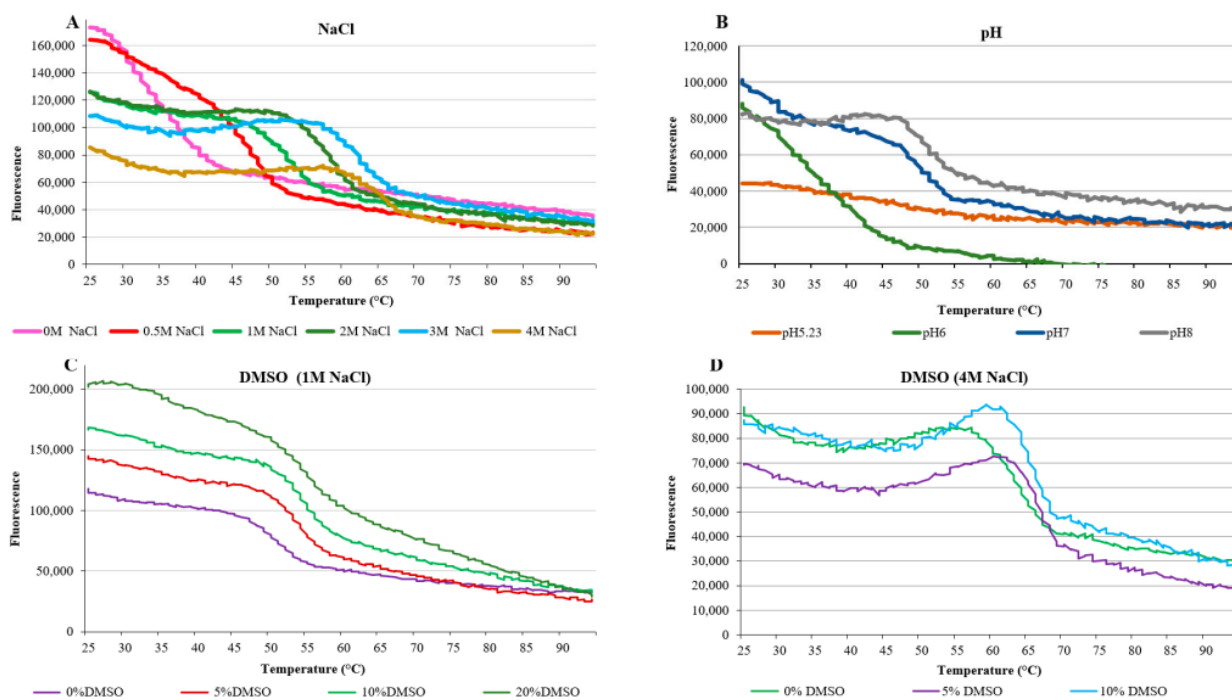 A
NaCl
160,000
140,000
120,000
100,000
80,000
60,000
40,000
20,000
0
Fluorescence
25 30 35 40 45 50 55 60 65 70 75 80 85 90
Temperature (°C)
0M NaCl 0.5M NaCl 1M NaCl 2M NaCl 3M NaCl 4M NaCl
B
pH
120,000
100,000
80,000
60,000
40,000
20,000
0
Fluorescence
25 30 35 40 45 50 55 60 65 70 75 80 85 90
Temperature (°C)
pH5.23 pH6 pH7 pH8
C
DMSO (1M NaCl)
200,000
150,000
100,000
50,000
0
Fluorescence
25 30 35 40 45 50 55 60 65 70 75 80 85 90
Temperature (°C)
0%DMSO 5%DMSO 10%DMSO 20%DMSO
D
DMSO (4M NaCl)
100,000
90,000
80,000
70,000
60,000
50,000
40,000
30,000
20,000
10,000
0
Fluorescence
25 30 35 40 45 50 55 60 65 70 75 80 85 90
Temperature (°C)
0% DMSO 5% DMSO 10% DMSO